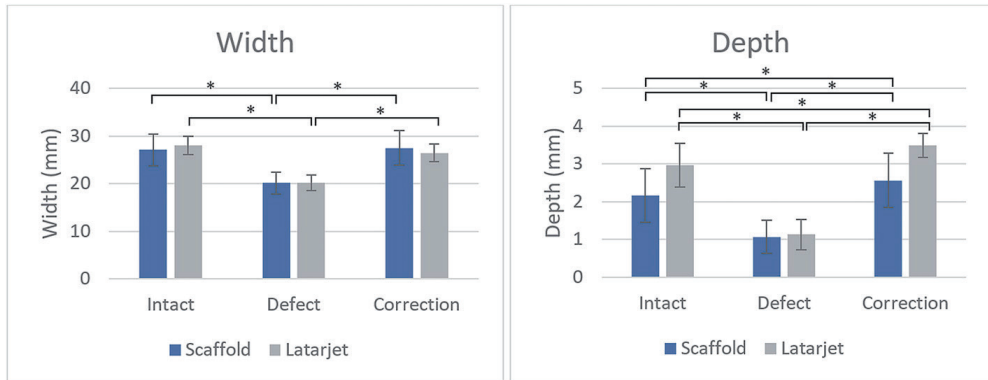 Width
* *
* *
40
30
20
10
0
Width (mm)
Intact Defect Correction
Scaffold Latarjet
Depth
*
* *
*
* *
5
4
3
2
1
0
Depth (mm)
Intact Defect Correction
Scaffold Latarjet